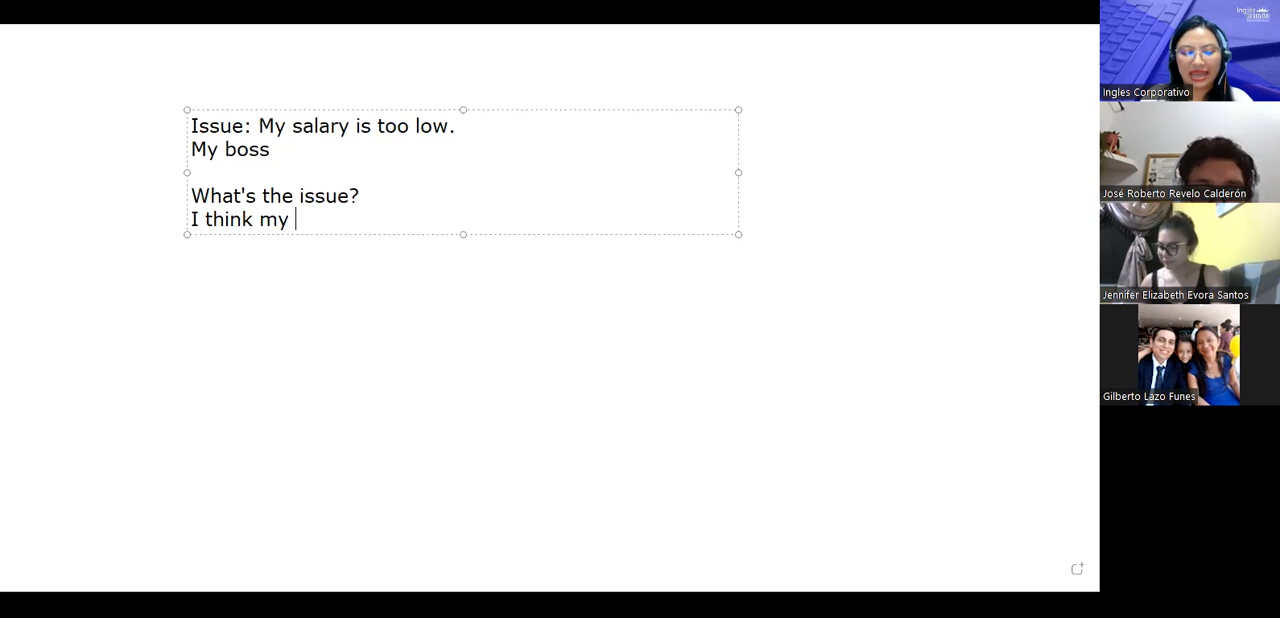 Issue: My salary is too low.
My boss
What's the issue?
I think my
Ingles Corporativo
José Roberto Revelo Calderón
Jennifer Elizabeth Evora Santos
Gilberto Lazo Funes